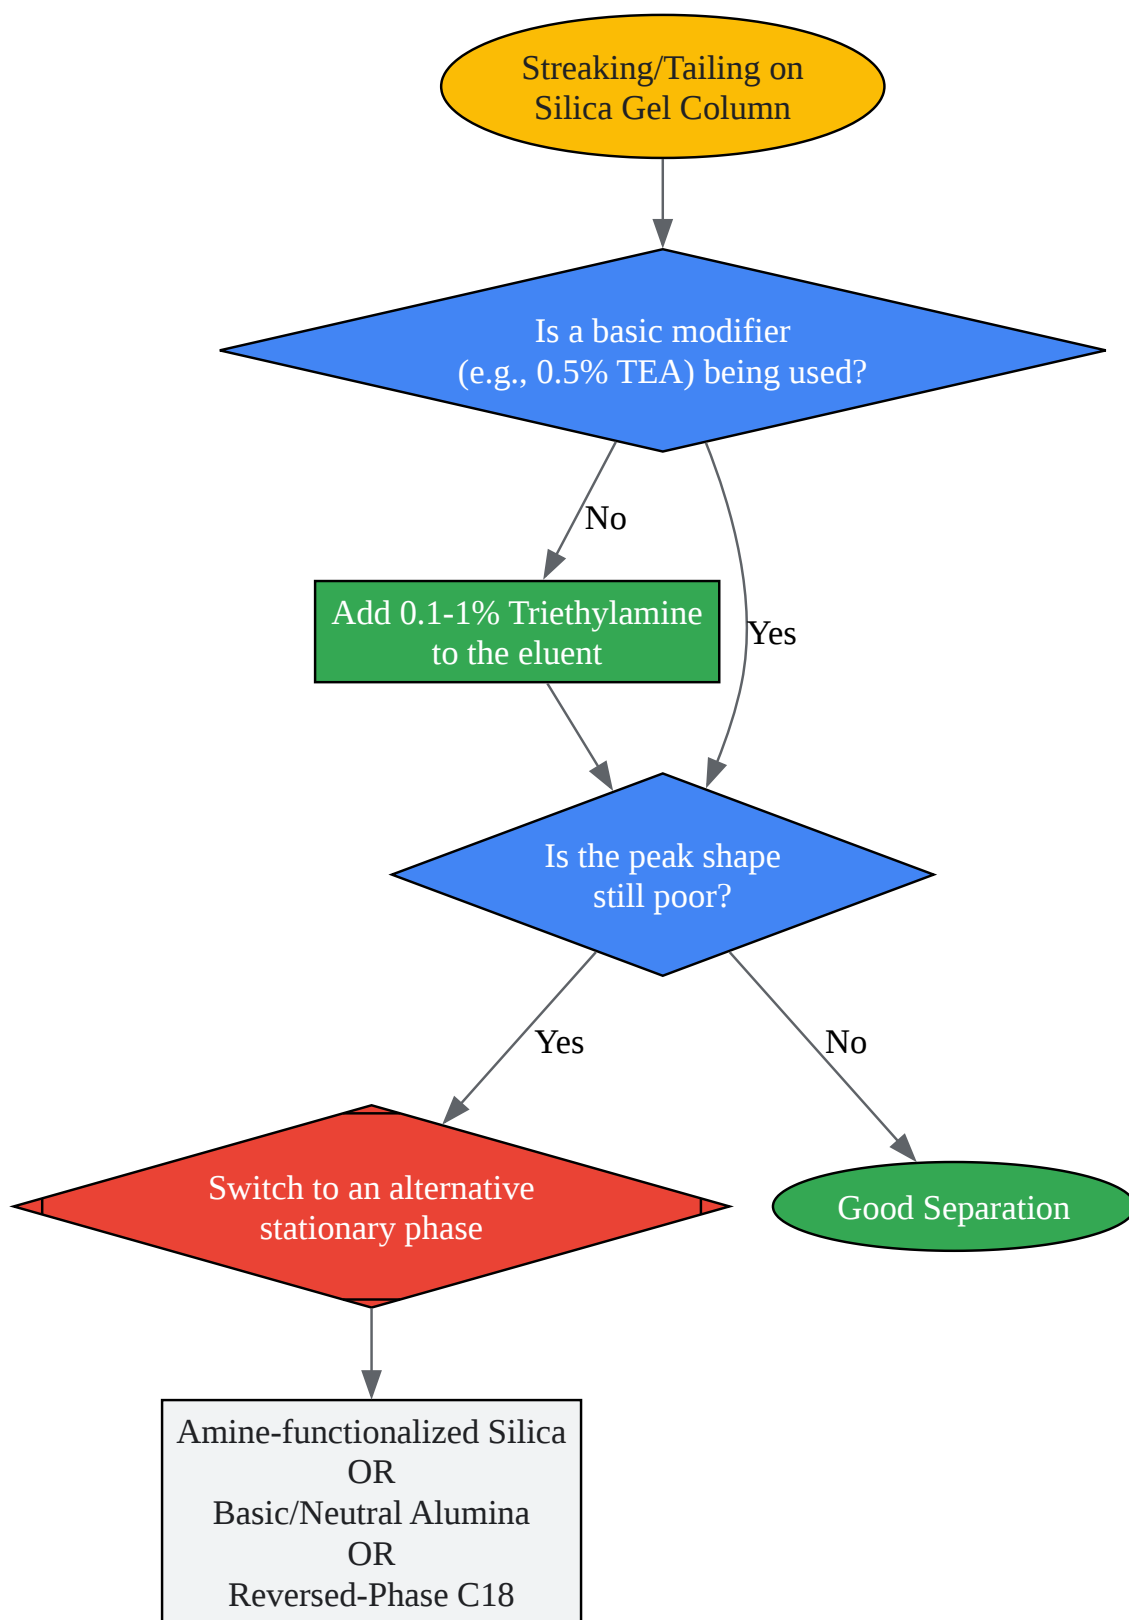 Streaking/Tailing on
Silica Gel Column
Is a basic modifier
(e.g., 0.5% TEA) being used?
No
Add 0.1-1% Triethylamine
to the eluent
Yes
Is the peak shape
still poor?
Yes
No
Switch to an alternative
stationary phase
Good Separation
Amine-functionalized Silica
OR
Basic/Neutral Alumina
OR
Reversed-Phase C18